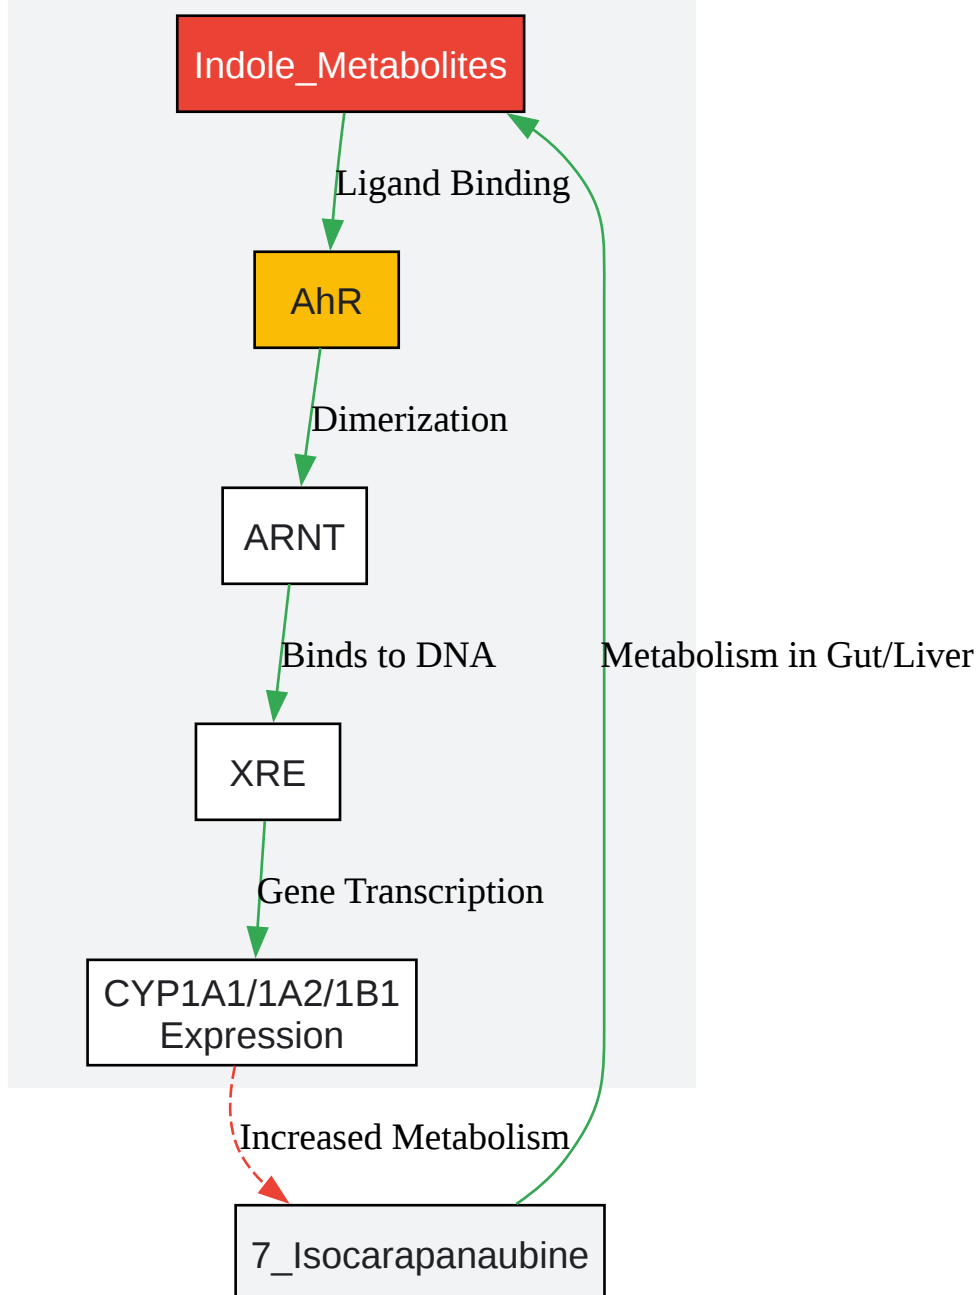 Indole_Metabolites
Ligand Binding
AhR
Dimerization
ARNT
Binds to DNA
Metabolism in Gut/Liver
XRE
Gene Transcription
CYP1A1/1A2/1B1
Expression
Increased Metabolism
7_Isocarapanaubine